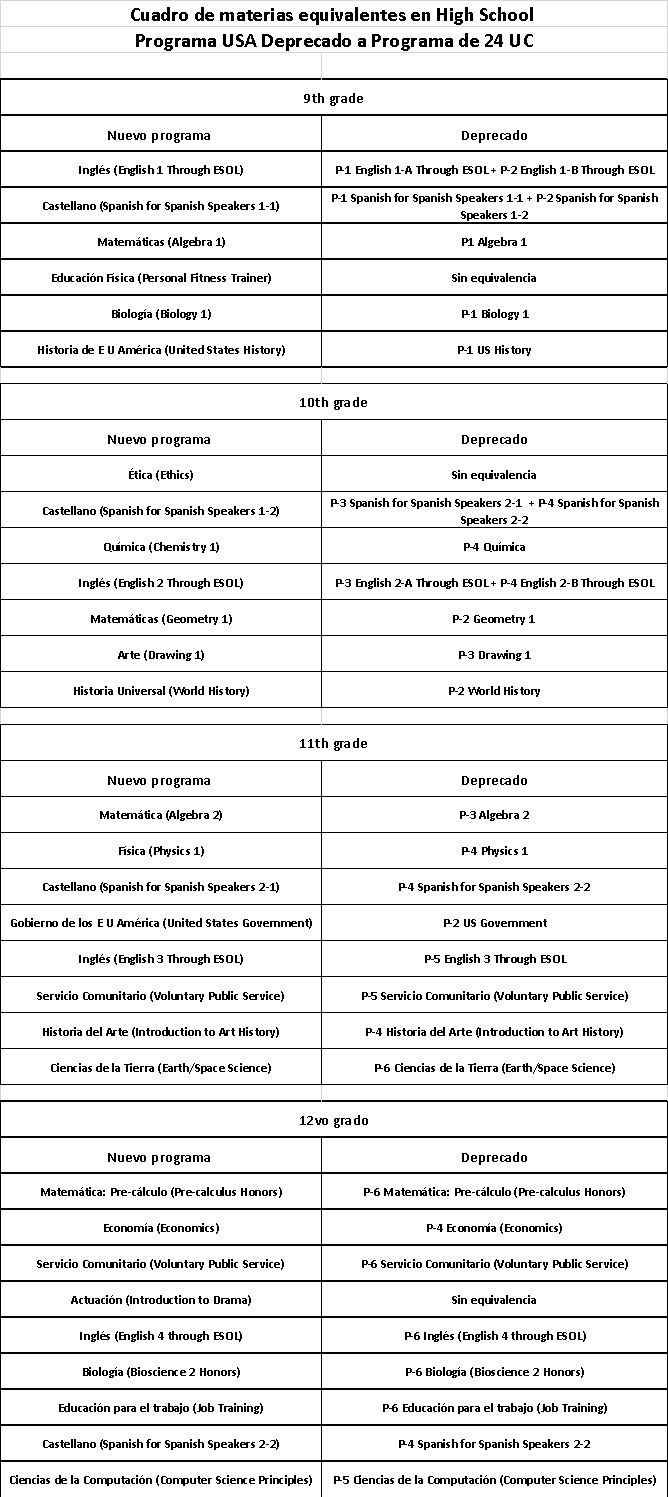 Cuadro de materias equivalentes en High School
Programa USA Deprecado a Programa de 24 UC
9th grade
Nuevo programa Deprecado
Inglés (English 1 Through ESOL) P-1 English 1-A Through ESOL + P-2 English 1-B Through ESOL
Castellano (Spanish for Spanish Speakers 1-1) P-1 Spanish for Spanish Speakers 1-1 + P-2 Spanish for Spanish
Speakers 1-2
Matemáticas (Algebra 1) P1 Algebra 1
Educación Física (Personal Fitness Trainer) Sin equivalencia
Biología (Biology 1) P-1 Biology 1
Historia de E U América (United States History) P-1 US History
10th grade
Nuevo programa Deprecado
Ética (Ethics) Sin equivalencia
Castellano (Spanish for Spanish Speakers 1-2) P-3 Spanish for Spanish Speakers 2-1 + P-4 Spanish for Spanish
Speakers 2-2
Química (Chemistry 1) P-4 Química
Inglés (English 2 Through ESOL) P-3 English 2-A Through ESOL + P-4 English 2-B Through ESOL
Matemáticas (Geometry 1) P-2 Geometry 1
Arte (Drawing 1) P-3 Drawing 1
Historia Universal (World History) P-2 World History
11th grade
Nuevo programa Deprecado
Matemática (Algebra 2) P-3 Algebra 2
Física (Physics 1) P-4 Physics 1
Castellano (Spanish for Spanish Speakers 2-1) P-4 Spanish for Spanish Speakers 2-2
Gobierno de los E U América (United States Government) P-2 US Government
Inglés (English 3 Through ESOL) P-5 English 3 Through ESOL
Servicio Comunitario (Voluntary Public Service) P-5 Servicio Comunitario (Voluntary Public Service)
Historia del Arte (Introduction to Art History) P-4 Historia del Arte (Introduction to Art History)
Ciencias de la Tierra (Earth/Space Science) P-6 Ciencias de la Tierra (Earth/Space Science)
12vo grado
Nuevo programa Deprecado
Matemática: Pre-cálculo (Pre-calculus Honors) P-6 Matemática: Pre-cálculo (Pre-calculus Honors)
Economía (Economics) P-4 Economía (Economics)
Servicio Comunitario (Voluntary Public Service) P-6 Servicio Comunitario (Voluntary Public Service)
Actuación (Introduction to Drama) Sin equivalencia
Inglés (English 4 through ESOL) P-6 Inglés (English 4 through ESOL)
Biología (Bioscience 2 Honors) P-6 Biología (Bioscience 2 Honors)
Educación para el trabajo (Job Training) P-6 Educación para el trabajo (Job Training)
Castellano (Spanish for Spanish Speakers 2-2) P-4 Spanish for Spanish Speakers 2-2
Ciencias de la Computación (Computer Science Principles) P-5 Ciencias de la Computación (Computer Science Principles)